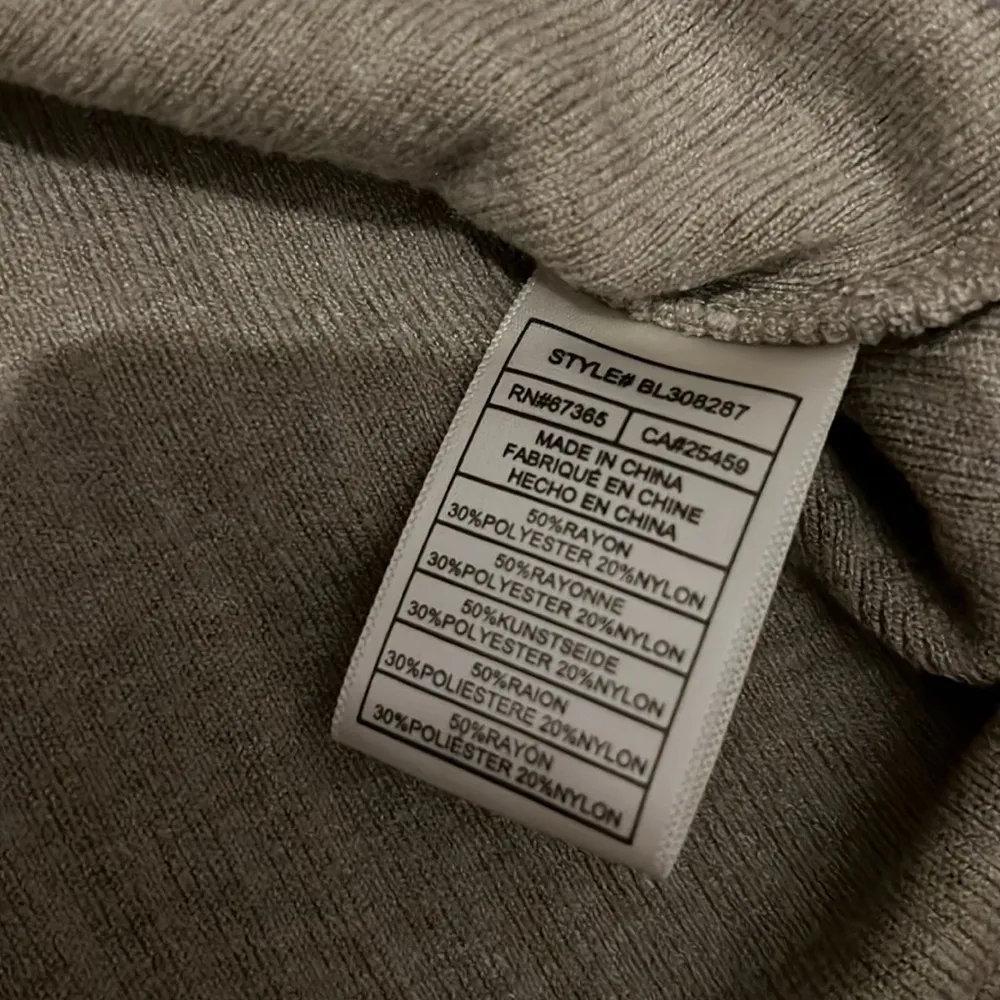 STYLE# BL308287
RN#67365 CA#25459
MADE IN CHINA
FABRIQUÉ EN CHINE
HECHO EN CHINA
50%RAYON
30%POLYESTER 20%NYLON
50%RAYONNE
30%POLYESTER 20%NYLON
50%KUNSTSEIDE
30%POLYESTER 20%NYLON
50%RAION
30%POLIESTERE 20%NYLON
50%RAYÓN
30%POLIÉSTER 20%NYLON